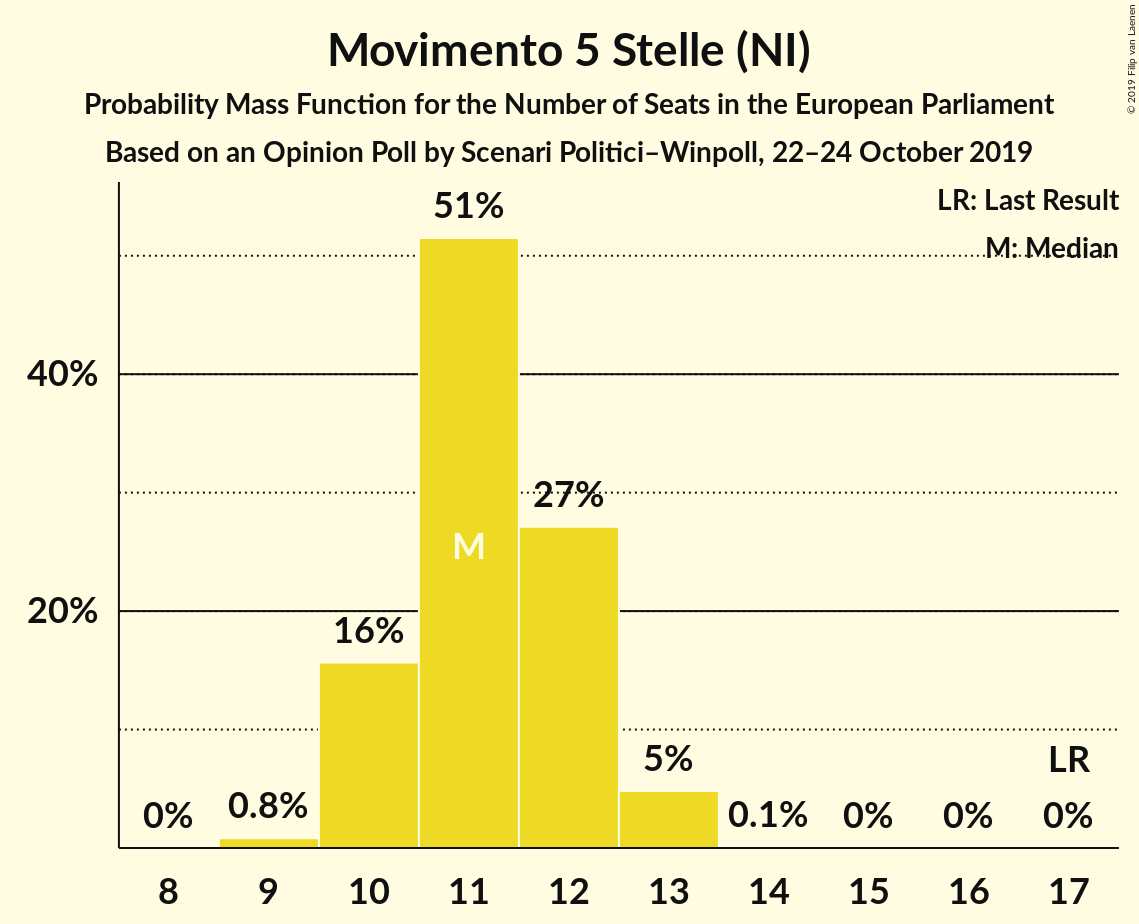 Movimento 5 Stelle (NI)
Probability Mass Function for the Number of Seats in the European Parliament
Based on an Opinion Poll by Scenari Politici–Winpoll, 22–24 October 2019
© 2019 Filip van Laenen
LR: Last Result
M: Median
51%
40%
27%
M
20%
16%
5%
LR
0%
0.8%
0.1%
0%
0%
0%
8
9
10
11
12
13
14
15
16
17